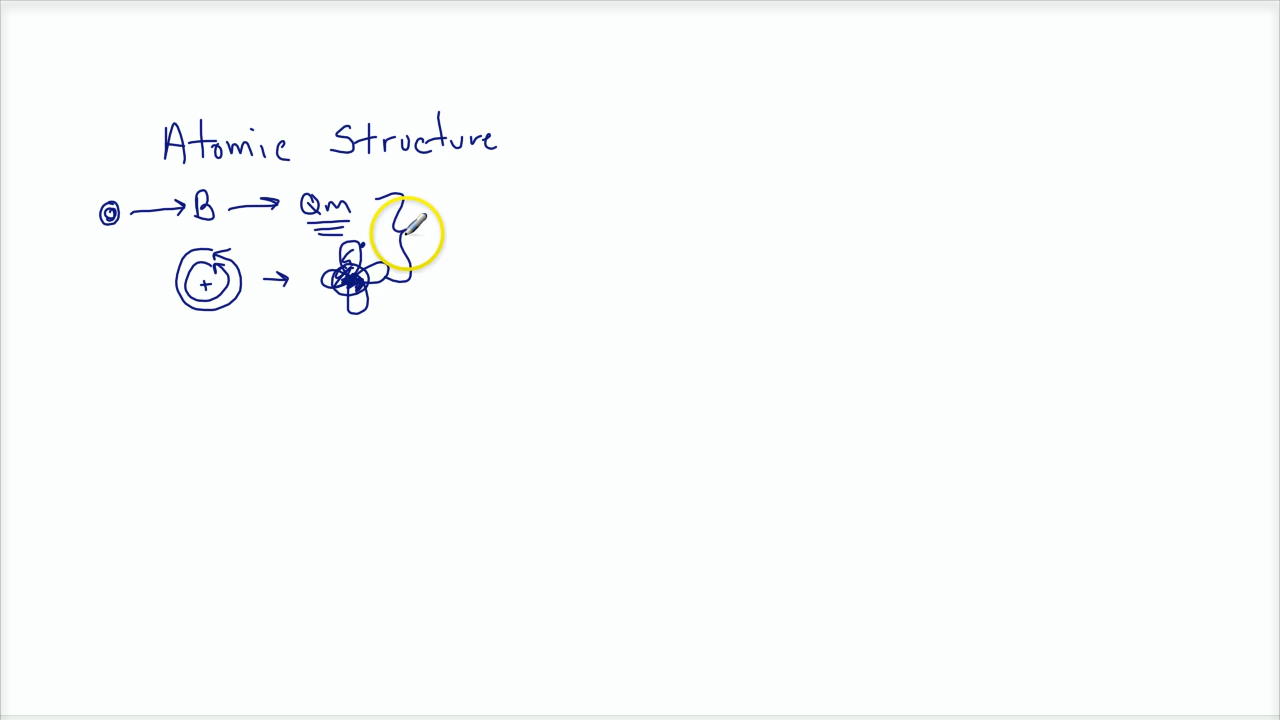 Atomic Structure
→ B → Qm
+ →